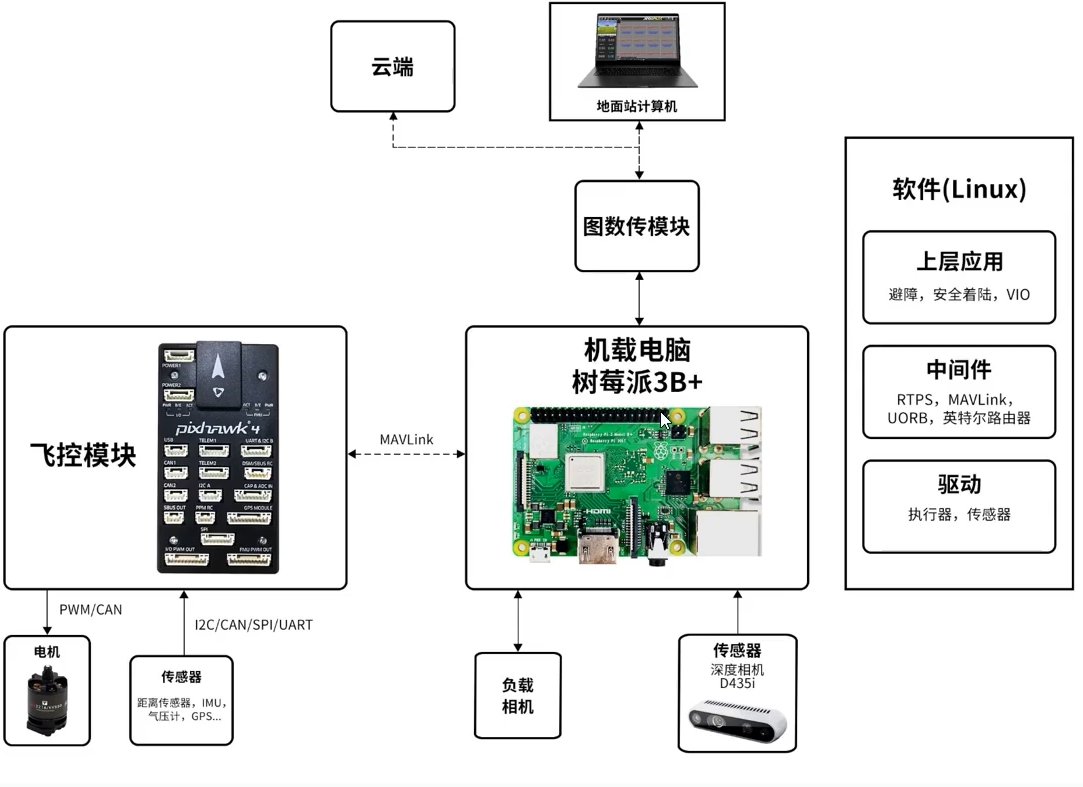 云端
地面站计算机
图数传模块
飞控模块
POWER1
POWER2
pixhawk 4
USB TELEM1 UART& I2C B
CAN1 TELEM2 DSM/SBUS RC
CAN2 I2C A CAP & ADC IN
SBUS OUT PPM RC GPS MODULE
SPI
I/O PWM OUT FMU PWM OUT
MAVLink
机载电脑
树莓派3B+
Raspberry Pi 3 Model B+
HDMI
PWM/CAN
I2C/CAN/SPI/UART
电机
传感器
距离传感器，IMU，
气压计，GPS...
负载
相机
传感器
深度相机
D435i
软件(Linux)
上层应用
避障，安全着陆，VIO
中间件
RTPS，MAVLink，
UORB，英特尔路由器
驱动
执行器，传感器